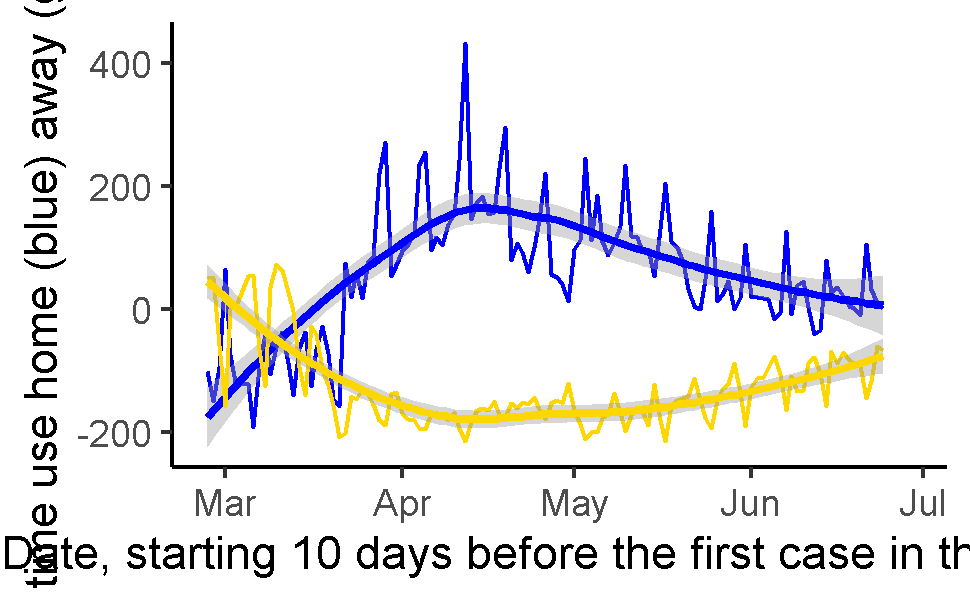 time use home (blue) away (
400
200
0
-200
Mar Apr May Jun Jul
Date, starting 10 days before the first case in th